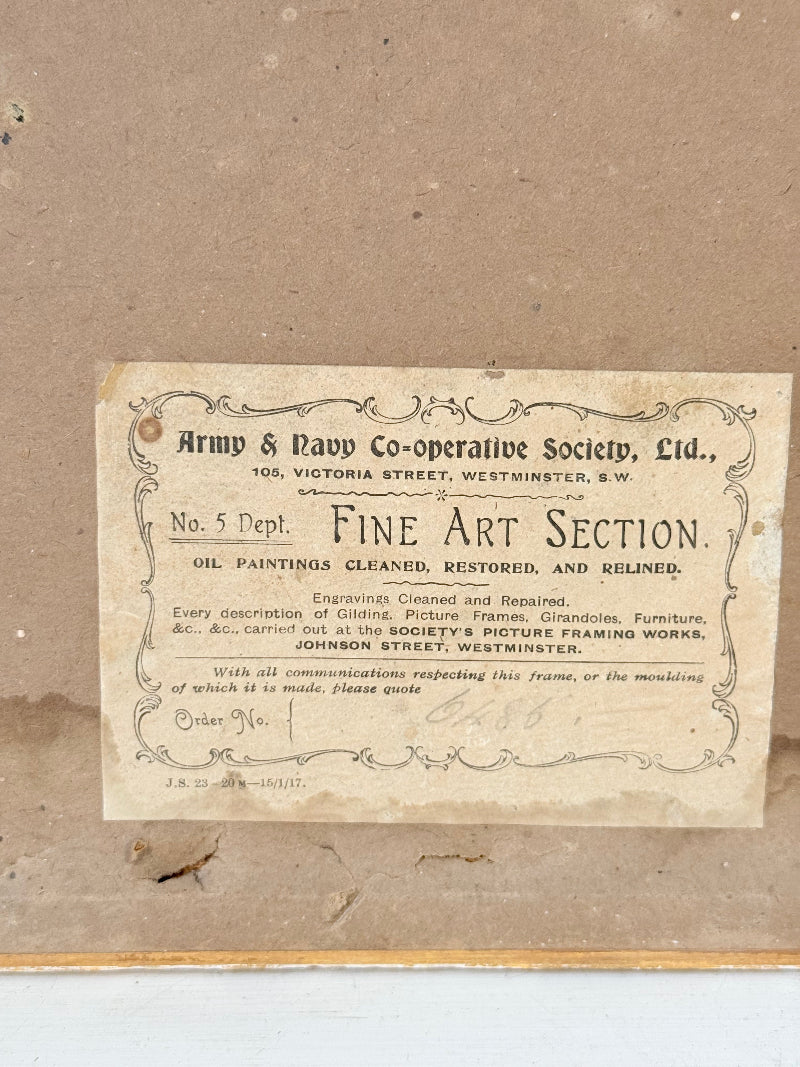 Army & Navy Co-operative Society, Ltd.,
105, VICTORIA STREET, WESTMINSTER, S.W.
No. 5 Dept. FINE ART SECTION.
OIL PAINTINGS CLEANED, RESTORED, AND RELINED.
Engravings Cleaned and Repaired.
Every description of Gilding. Picture Frames, Girandoles, Furniture,
&c., &c., carried out at the SOCIETY'S PICTURE FRAMING WORKS,
JOHNSON STREET, WESTMINSTER.
With all communications respecting this frame, or the moulding
of which it is made, please quote
Order No.
J.S. 23—20 M—15/1/17.